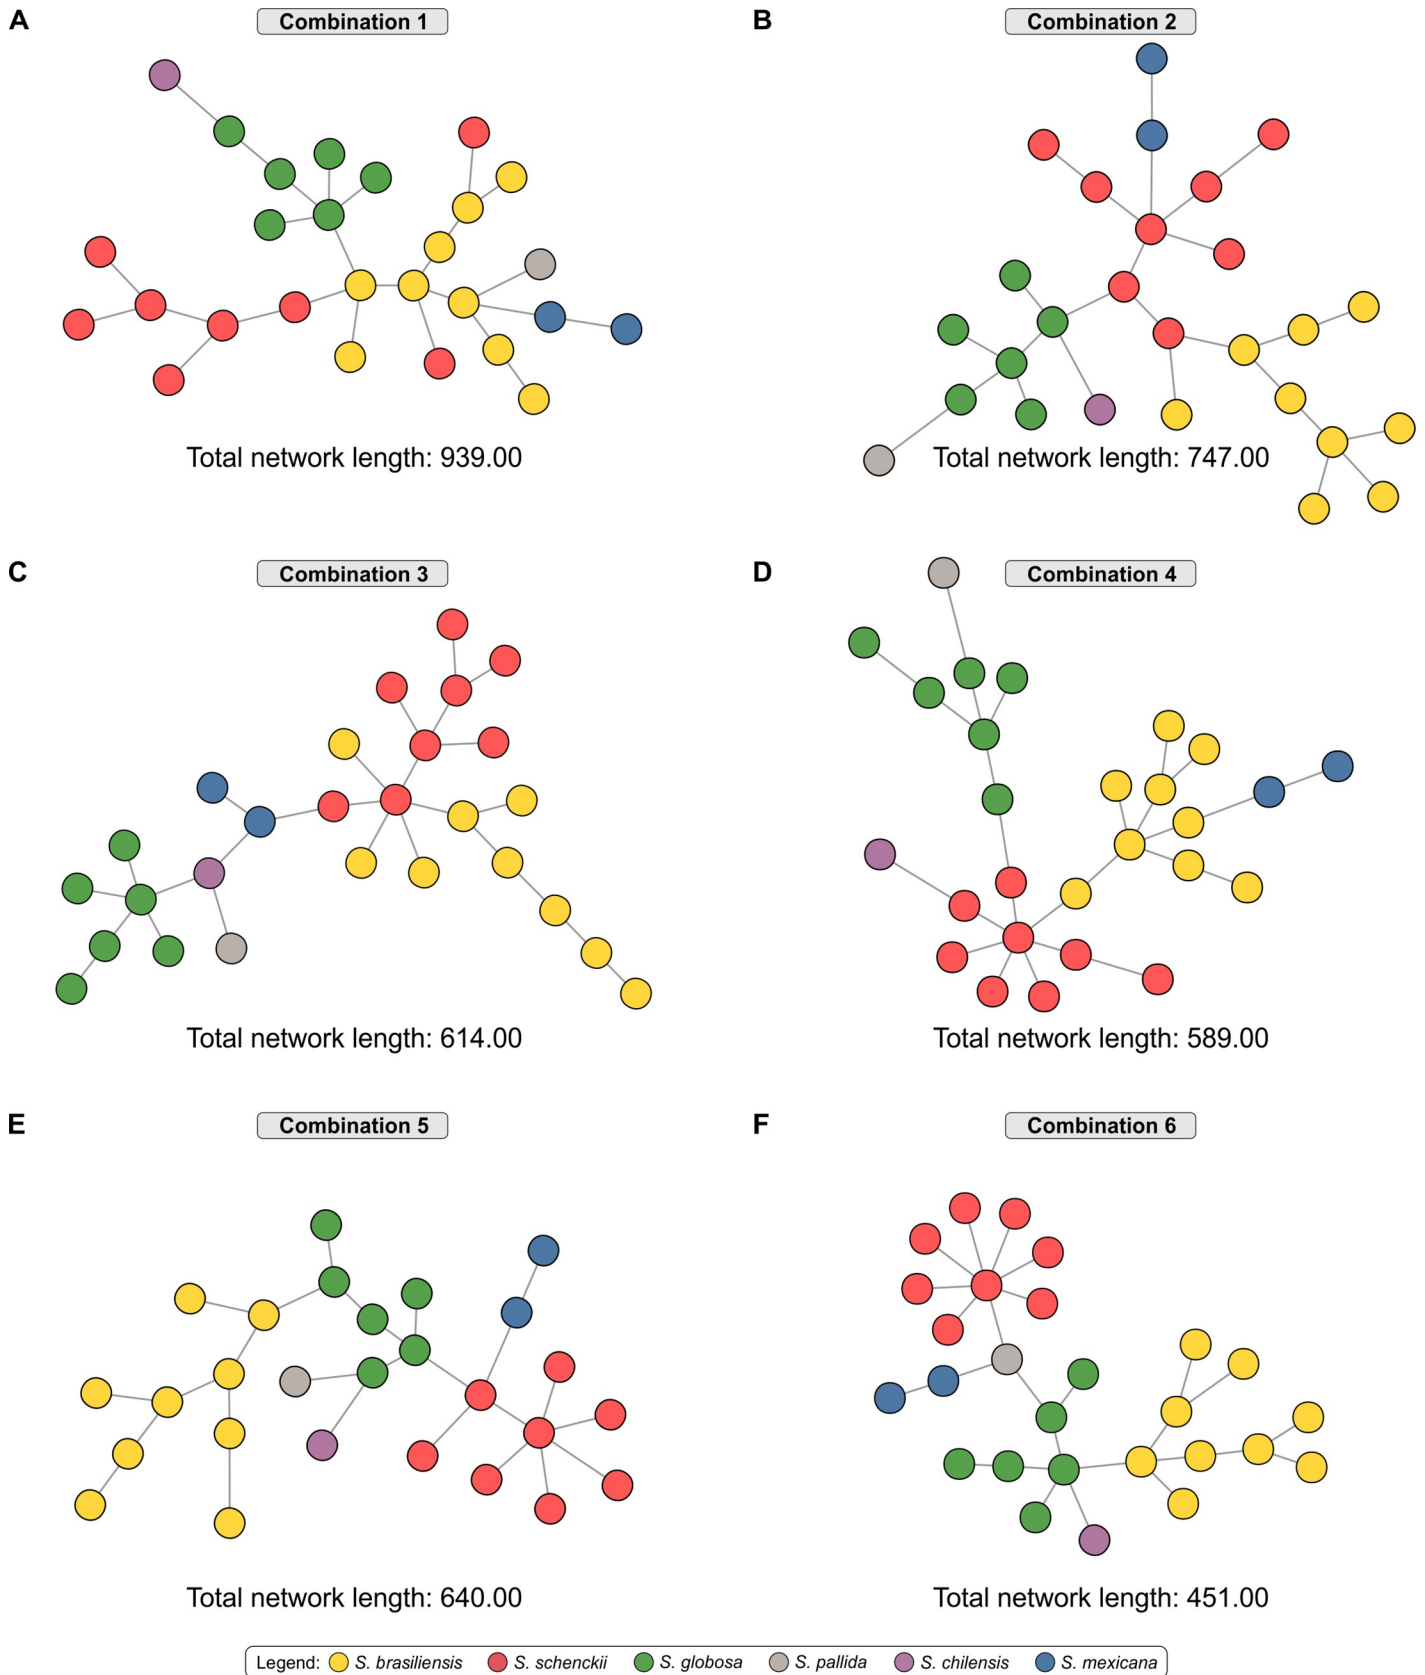 A Combination 1
B Combination 2
Total network length: 939.00
Total network length: 747.00
C Combination 3
D Combination 4
Total network length: 614.00
Total network length: 589.00
E Combination 5
F Combination 6
Total network length: 640.00
Total network length: 451.00
Legend: S. brasiliensis S. schenckii S. globosa S. pallida S. chilensis S. mexicana